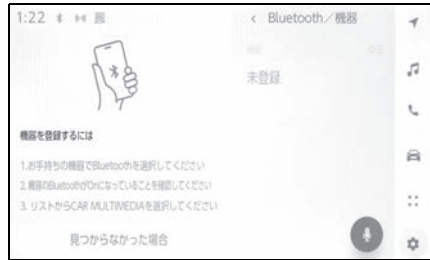 1:22
Bluetooth／機器
未登録
機器を登録するには
1.お手持ちの機器でBluetoothを選択してください
2.機器のBluetoothがOnになっていることを確認してください
3. リストからCAR MULTIMEDIAを選択してください
見つからなかった場合